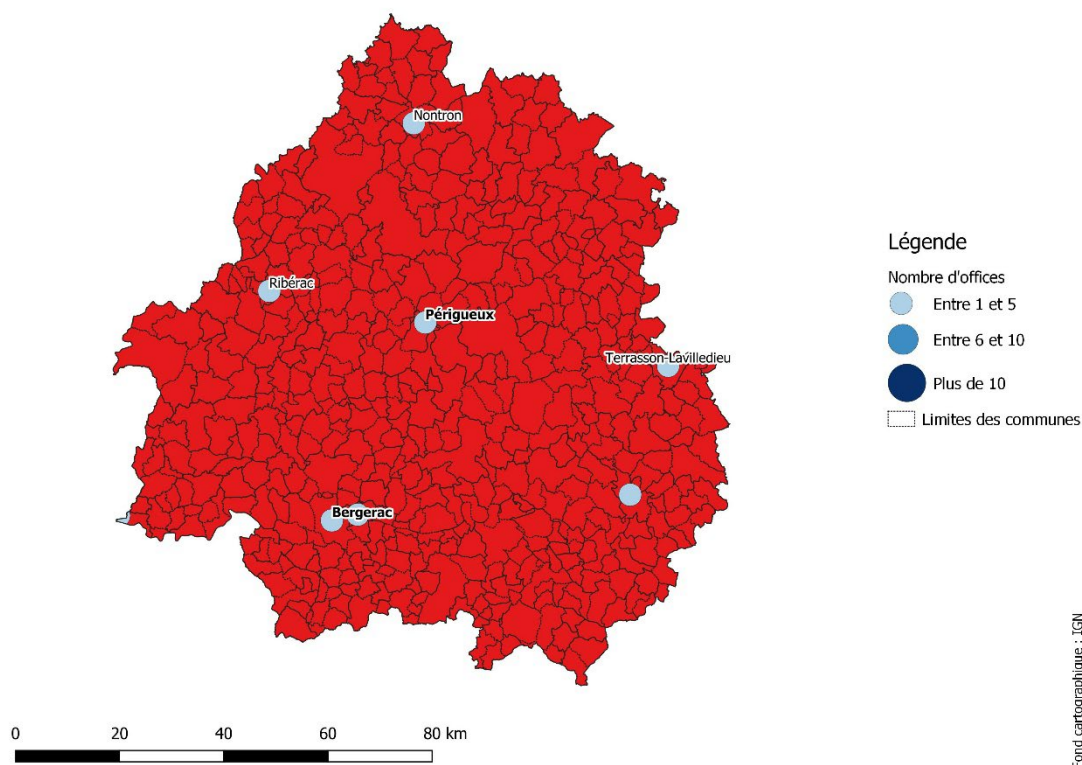 Nontron
Ribérac
Périgueux
Terrasson-Lavilledieu
Bergerac
Légende
Nombre d'offices
Entre 1 et 5
Entre 6 et 10
Plus de 10
Limites des communes
0 20 40 60 80 km
Fond cartographique : IGN